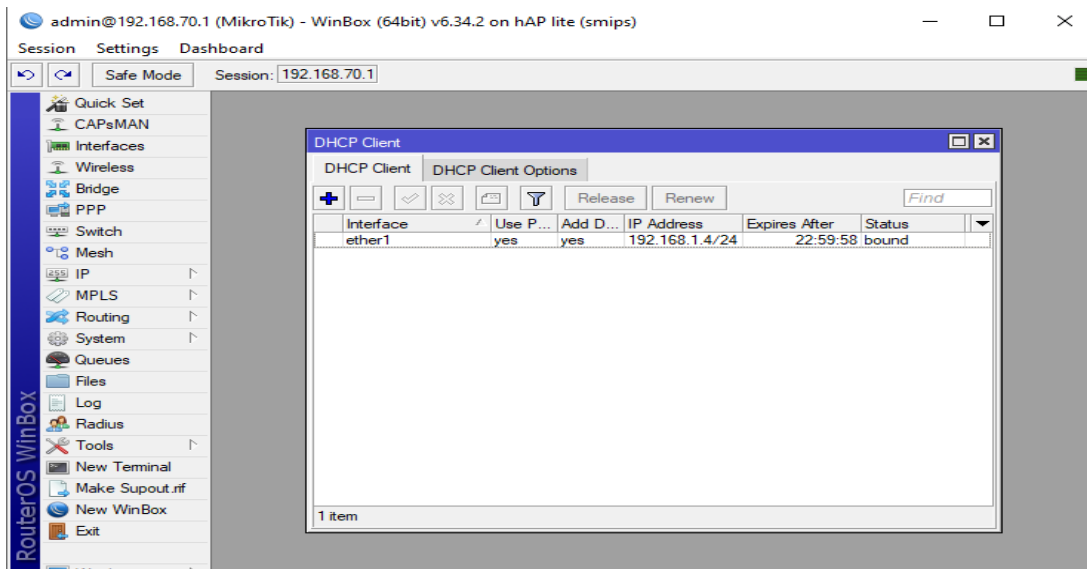 admin@192.168.70.1 (MikroTik) - WinBox (64bit) v6.34.2 on hAP lite (smips)
Session Settings Dashboard
Safe Mode Session: 192.168.70.1
Quick Set
CAPsMAN
Interfaces
Wireless
Bridge
PPP
Switch
Mesh
IP
MPLS
Routing
System
Queues
Files
Log
Radius
Tools
New Terminal
Make Supout.rif
New WinBox
Exit
RouterOS WinBox
DHCP Client
DHCP Client DHCP Client Options
Release Renew Find
Interface Use P... Add D... IP Address Expires After Status
ether1 yes yes 192.168.1.4/24 22:59:58 bound
1 item